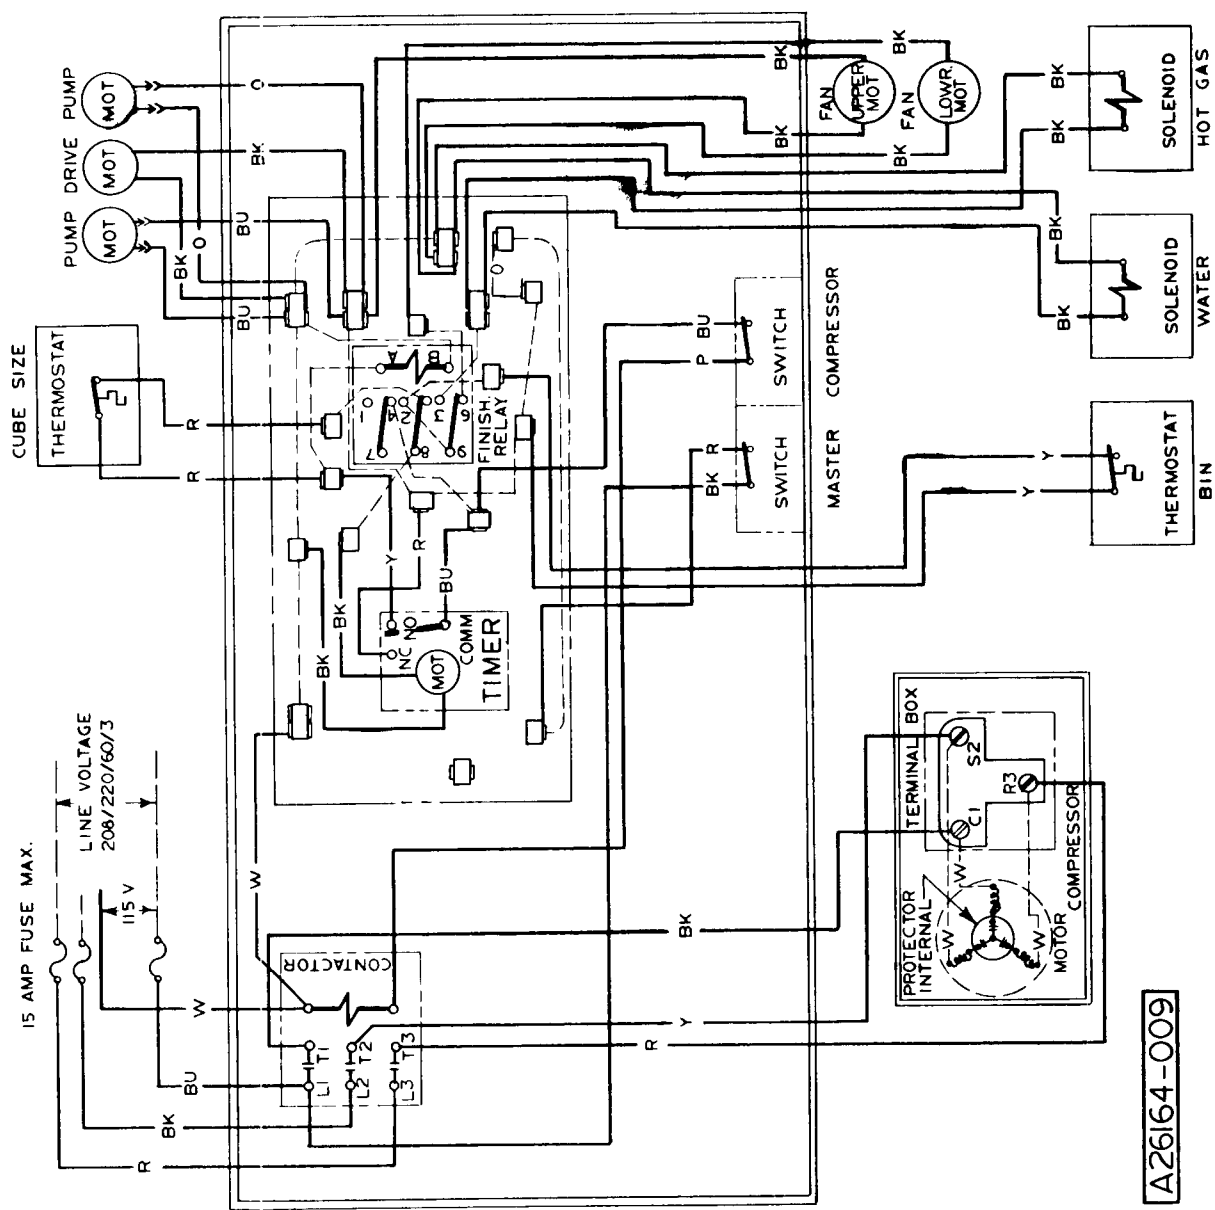 PUMP
MOT
DRIVE
MOT
PUMP
MOT
O
BK
BU
BK
O
BU
CUBE SIZE
THERMOSTAT
R
R
15 AMP FUSE MAX.
LINE VOLTAGE
208/220/60/3
115 V
BK
BK
BK
BK
FAN
UPPER
MOT
FAN
LOWR.
MOT
BK
BK
SOLENOID
HOT GAS
BK
BK
SOLENOID
WATER
THERMOSTAT
BIN
Y
Y
SWITCH
COMPRESSOR
BU
P
SWITCH
MASTER
R
BK
A
B
1
4
2
3
6
7
8
9
FINISH.
RELAY
O
Y
R
BU
BK
BK
NC
NO
COMM
MOT
TIMER
W
W
CONTACTOR
L1
T1
L2
T2
L3
T3
BU
BK
R
BK
Y
R
TERMINAL BOX
S2
R3
C1
COMPRESSOR
PROTECTOR
INTERNAL
MOTOR
W
W
W
A26164-009